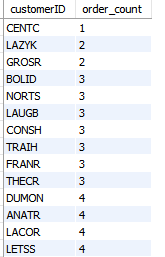 customerID order_count
CENTC 1
LAZYK 2
GROSR 2
BOLID 3
NORTS 3
LAUGB 3
CONSH 3
TRAIH 3
FRANR 3
THECR 3
DUMON 4
ANATR 4
LACOR 4
LETSS 4